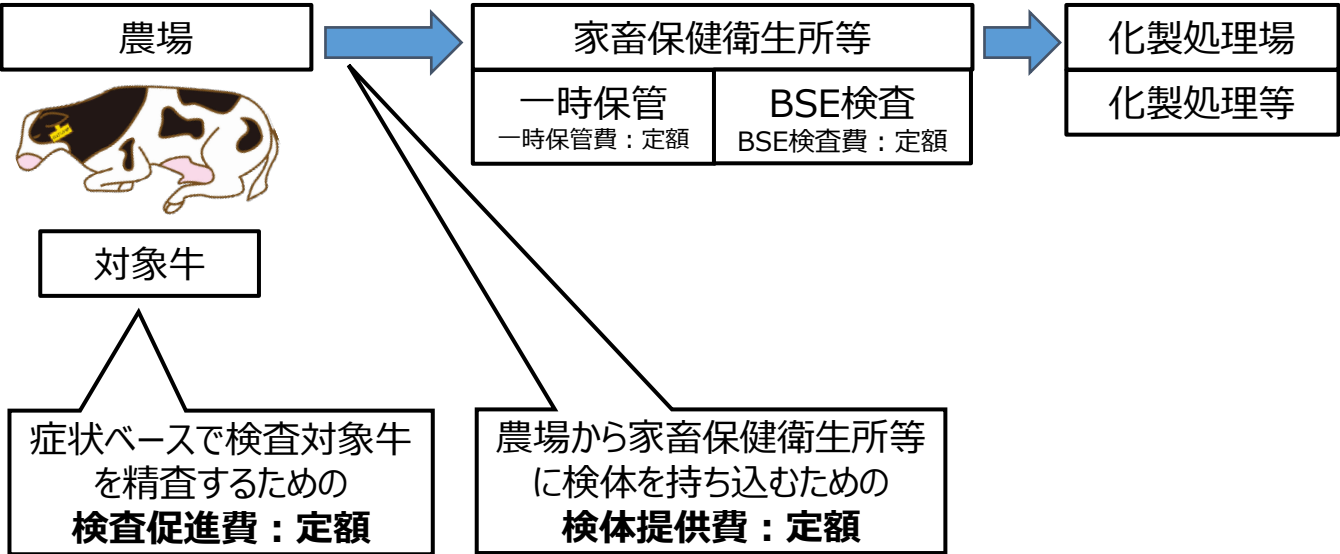 農場
家畜保健衛生所等
化製処理場
一時保管
一時保管費：定額
BSE検査
BSE検査費：定額
化製処理等
対象牛
症状ベースで検査対象牛
を精査するための
検査促進費：定額
農場から家畜保健衛生所等
に検体を持ち込むための
検体提供費：定額